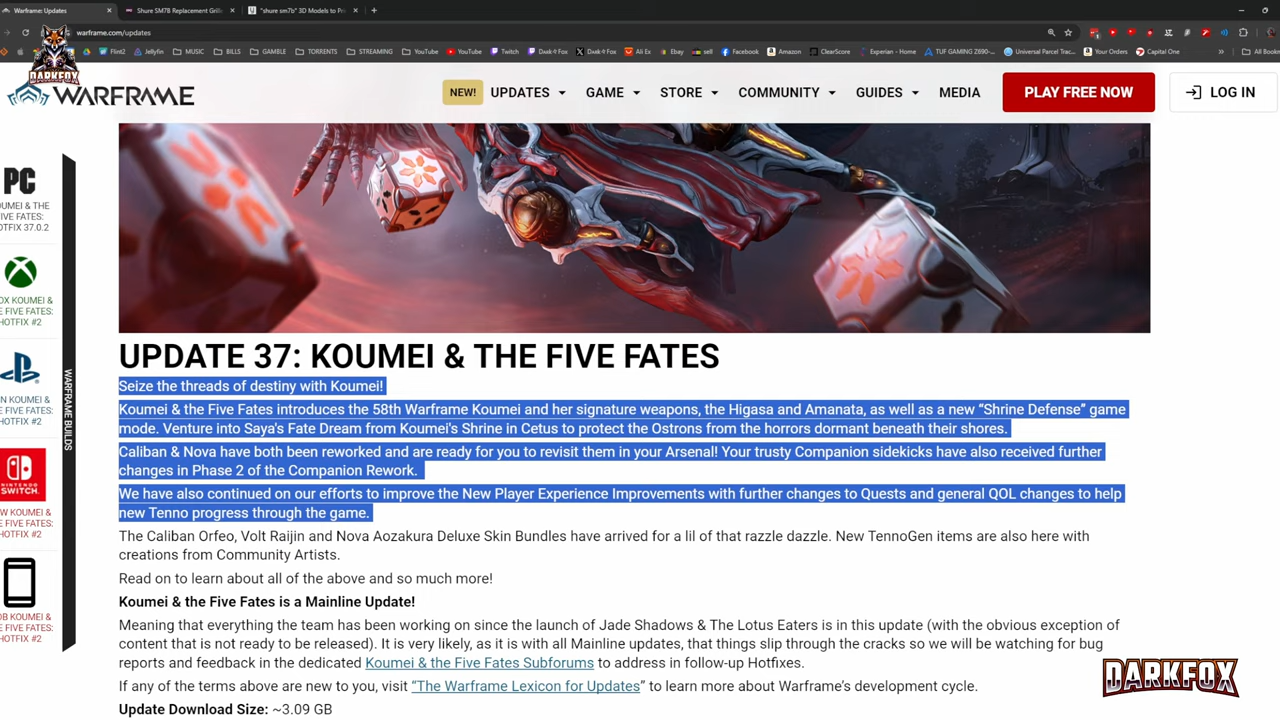 Warframe: Updates
Shure SM7B Replacement Grille
"shure sm7b" 3D Models to Pri
warframe.com/updates
Flint2
Jellyfin
MUSIC
BILLS
GAMBLE
TORRENTS
STREAMING
YouTube
YouTube
Twitch
Ali Ex
Ebay
sell
Facebook
Amazon
ClearScore
Experian - Home
TUF GAMING Z690-...
Universal Parcel Trac...
Your Orders
Capital One
All Book
DARKFOX
WARFRAME
NEW!
UPDATES
GAME
STORE
COMMUNITY
GUIDES
MEDIA
PLAY FREE NOW
LOG IN
PC
OUMEI & THE
IVE FATES:
OTFIX 37.0.2
OX KOUMEI &
E FIVE FATES:
HOTFIX #2
N KOUMEI &
E FIVE FATES:
HOTFIX #2
NINTENDO
SWITCH.
W KOUMEI &
E FIVE FATES:
HOTFIX #2
OB KOUMEI &
E FIVE FATES:
HOTFIX #2
WARFRAME BUILDS
UPDATE 37: KOUMEI & THE FIVE FATES
Seize the threads of destiny with Koumei!
Koumei & the Five Fates introduces the 58th Warframe Koumei and her signature weapons, the Higasa and Amanata, as well as a new “Shrine Defense” game
mode. Venture into Saya's Fate Dream from Koumei's Shrine in Cetus to protect the Ostrons from the horrors dormant beneath their shores.
Caliban & Nova have both been reworked and are ready for you to revisit them in your Arsenal! Your trusty Companion sidekicks have also received further
changes in Phase 2 of the Companion Rework.
We have also continued on our efforts to improve the New Player Experience Improvements with further changes to Quests and general QOL changes to help
new Tenno progress through the game.
The Caliban Orfeo, Volt Raijin and Nova Aozakura Deluxe Skin Bundles have arrived for a lil of that razzle dazzle. New TennoGen items are also here with
creations from Community Artists.
Read on to learn about all of the above and so much more!
Koumei & the Five Fates is a Mainline Update!
Meaning that everything the team has been working on since the launch of Jade Shadows & The Lotus Eaters is in this update (with the obvious exception of
content that is not ready to be released). It is very likely, as it is with all Mainline updates, that things slip through the cracks so we will be watching for bug
reports and feedback in the dedicated Koumei & the Five Fates Subforums to address in follow-up Hotfixes.
If any of the terms above are new to you, visit “The Warframe Lexicon for Updates” to learn more about Warframe’s development cycle.
Update Download Size: ~3.09 GB
DARKFOX